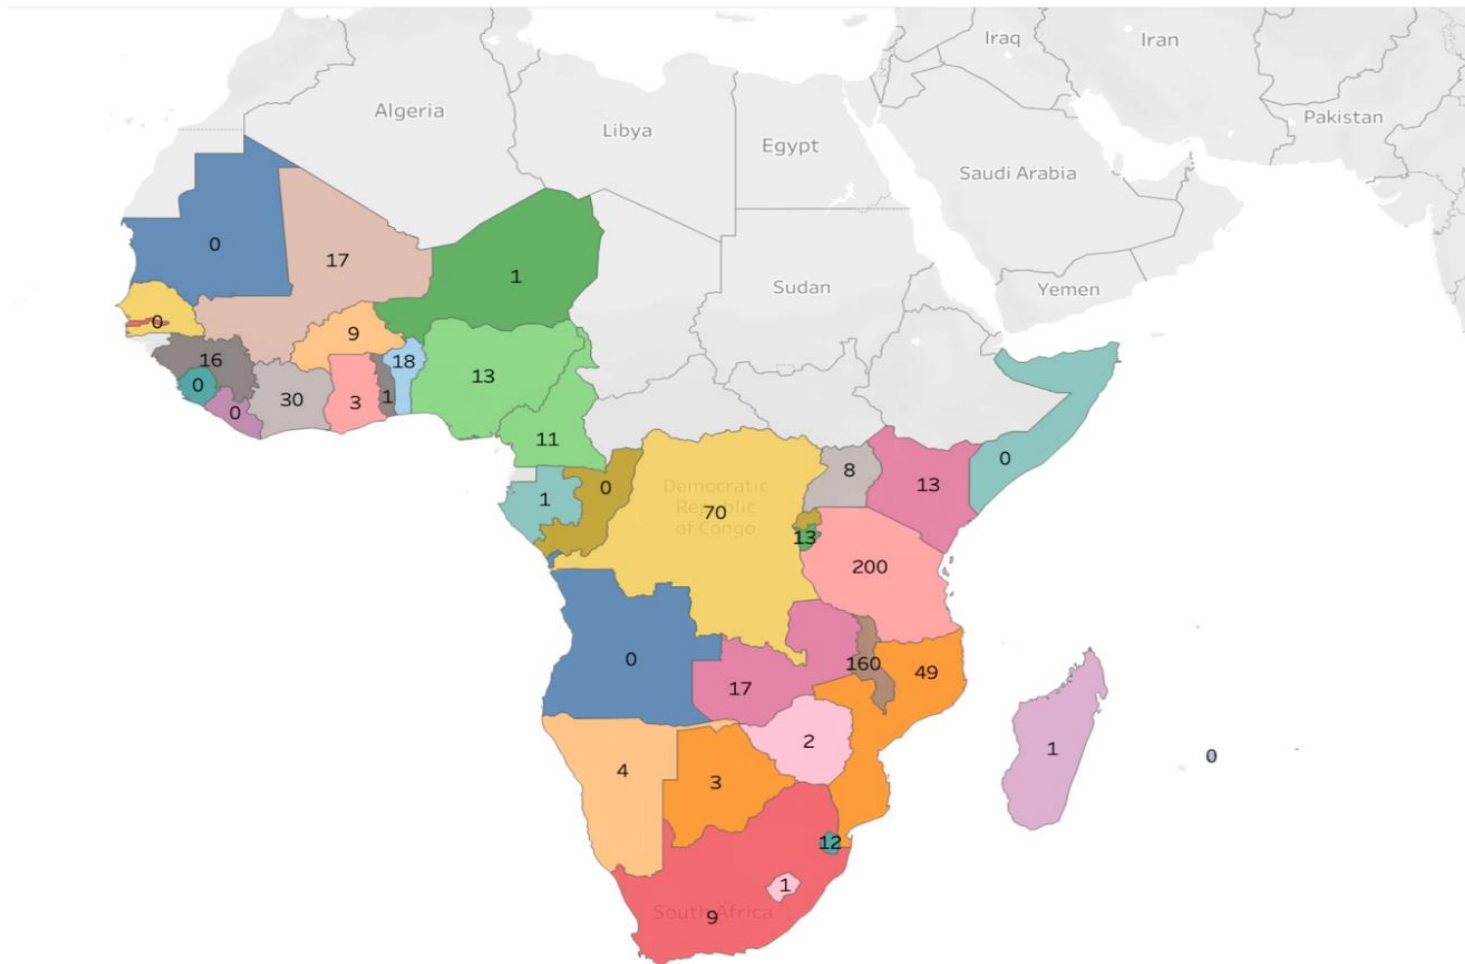 Iraq
Iran
Algeria
Pakistan
Libya
Egypt
Saudi Arabia
0
17
1
Sudan
Yemen
0
9
16
18
0
13
30
1
3
0
11
0
8
13
0
1
Democratic
Republic
of Congo
70
13
200
0
160
49
17
2
1
0
4
3
12
1
South Africa
9